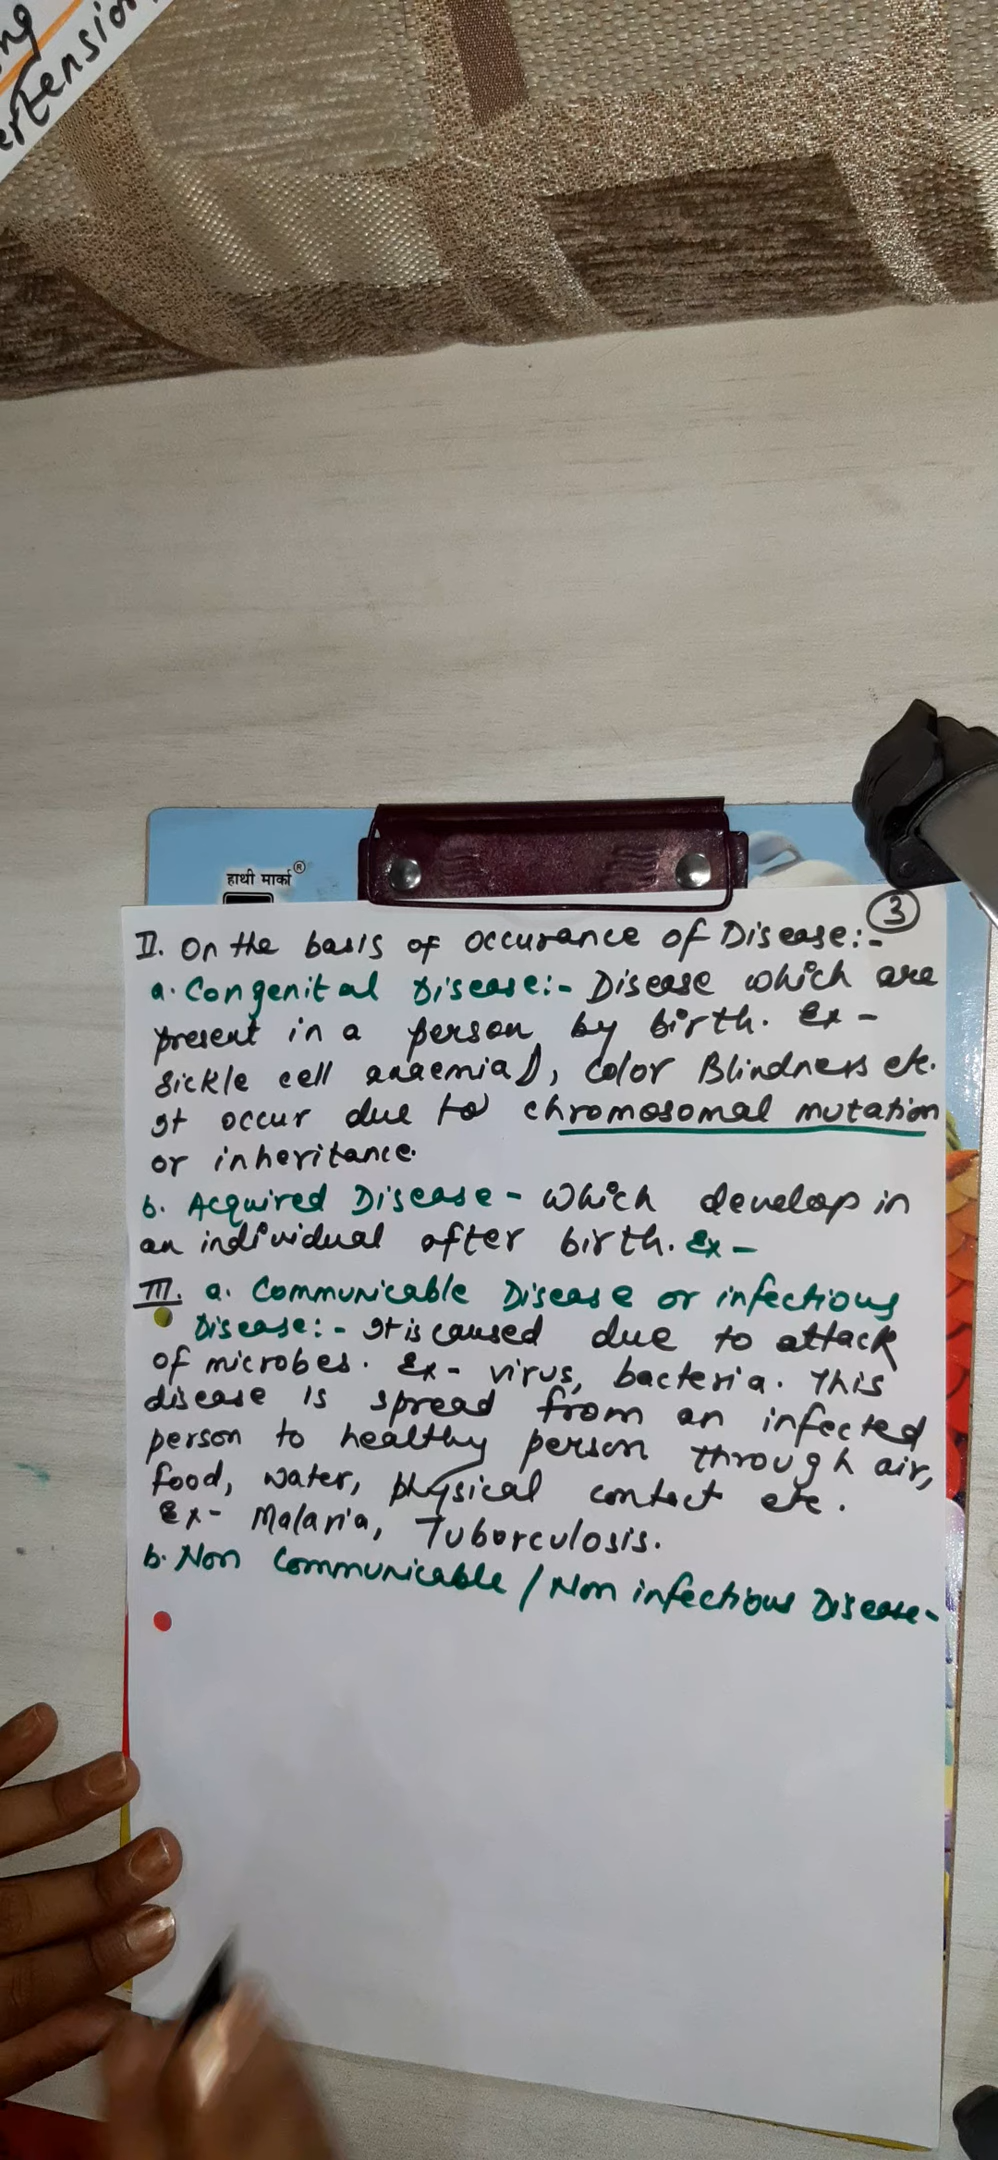 ng
ertension
हाथी मार्का ®
3
II. On the basis of occurance of Disease:-
a. Congenital Disease:- Disease which are
present in a person by birth. Ex -
Sickle cell anaemia), Color Blindness etc.
It occur due to chromosomal mutation
or inheritance.
b. Acquired Disease - which develop in
an individual after birth. Ex -
III. a. Communicable Disease or infectious
Disease:- It is caused due to attack
of microbes. Ex - virus, bacteria. This
disease is spread from an infected
person to healthy person through air,
food, water, physical contact etc.
Ex - Malaria, Tuborculosis.
b. Non Communicable / Non infectious Disease -